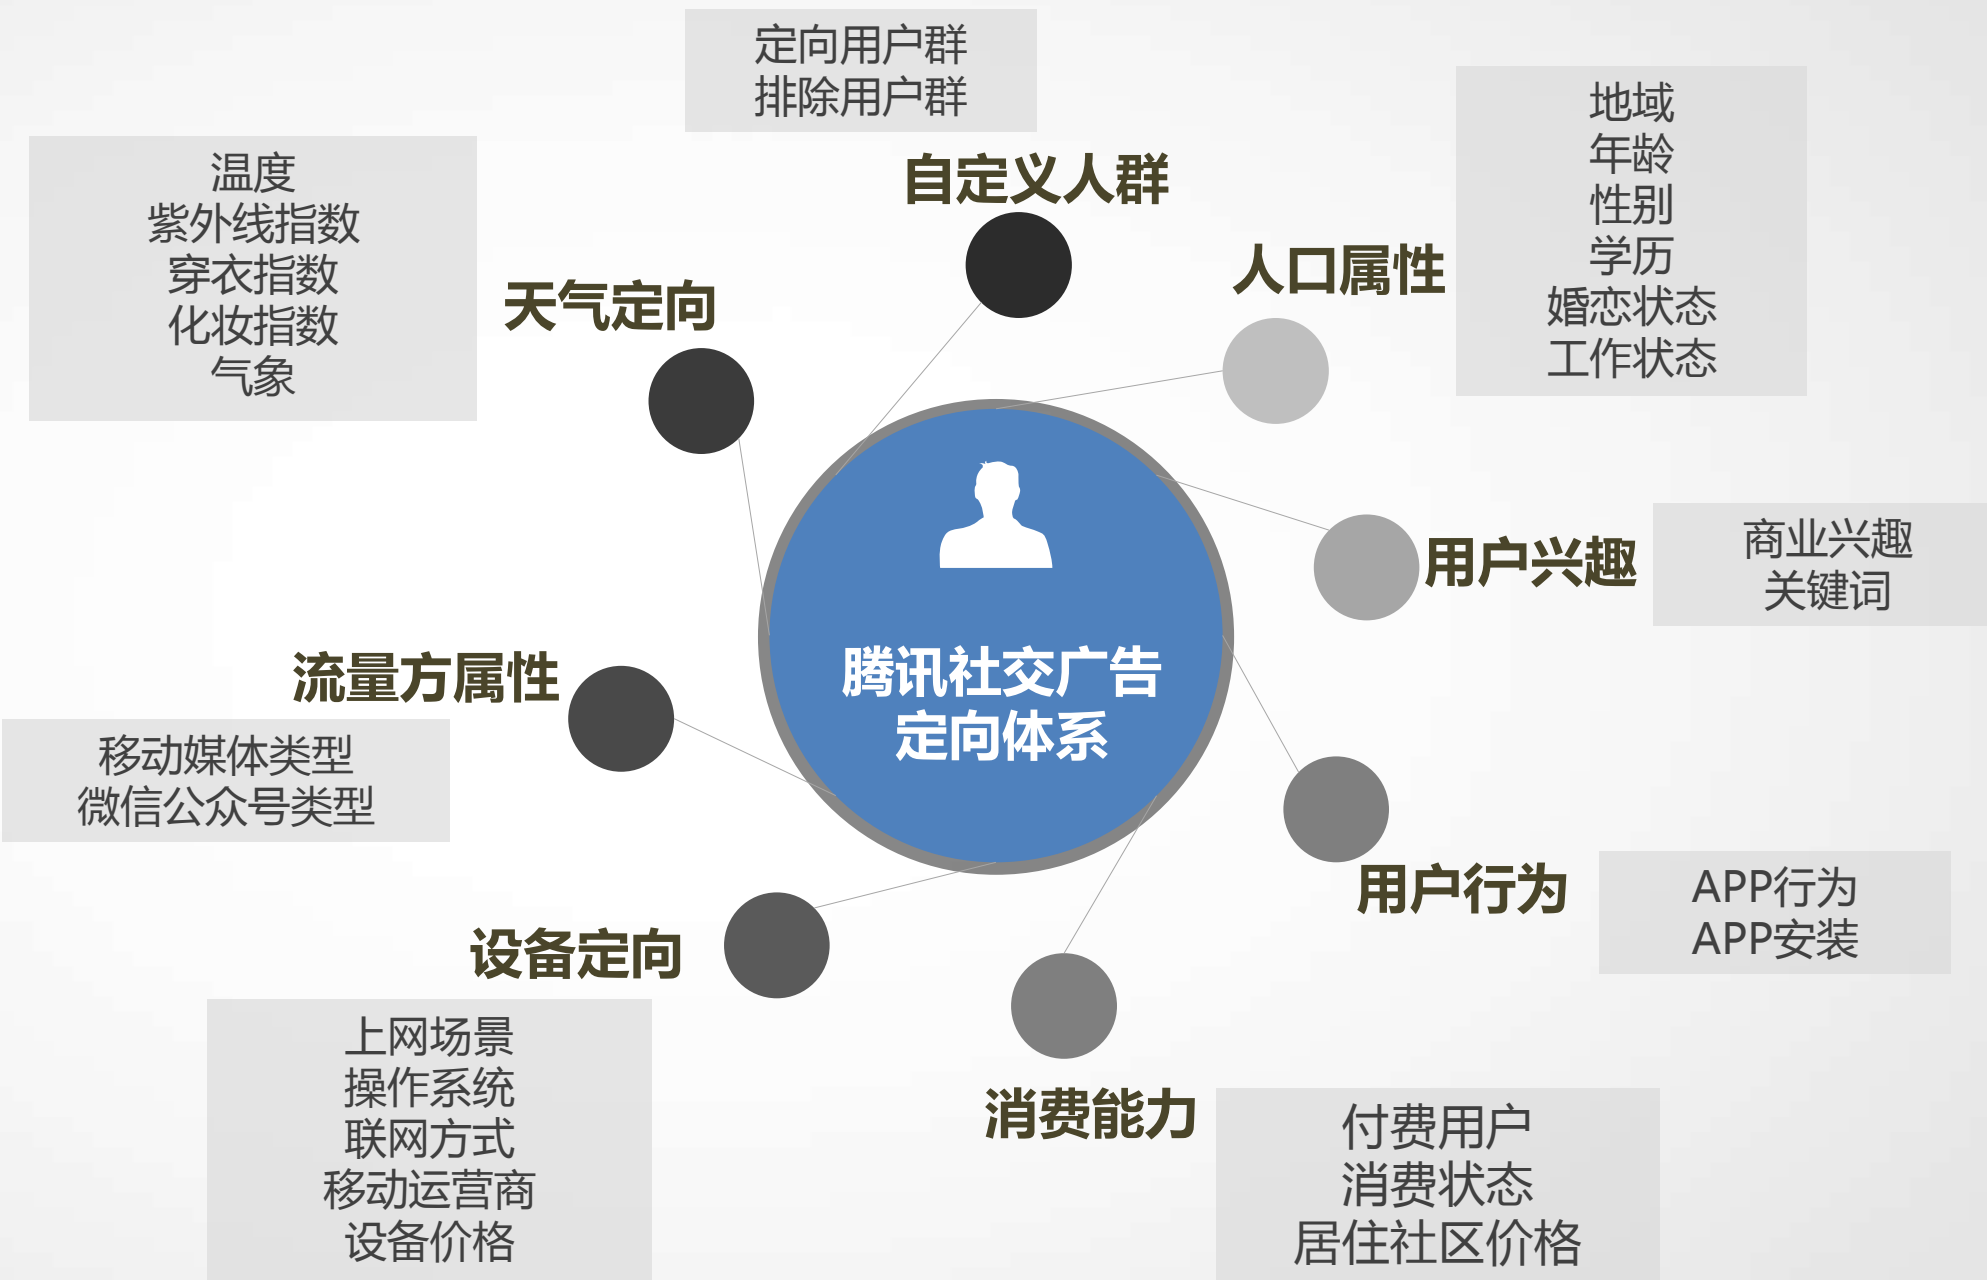 定向用户群
排除用户群
自定义人群
地域
年龄
性别
学历
婚恋状态
工作状态
人口属性
温度
紫外线指数
穿衣指数
化妆指数
气象
天气定向
用户兴趣
商业兴趣
关键词
腾讯社交广告
定向体系
流量方属性
移动媒体类型
微信公众号类型
用户行为
APP行为
APP安装
设备定向
上网场景
操作系统
联网方式
移动运营商
设备价格
消费能力
付费用户
消费状态
居住社区价格